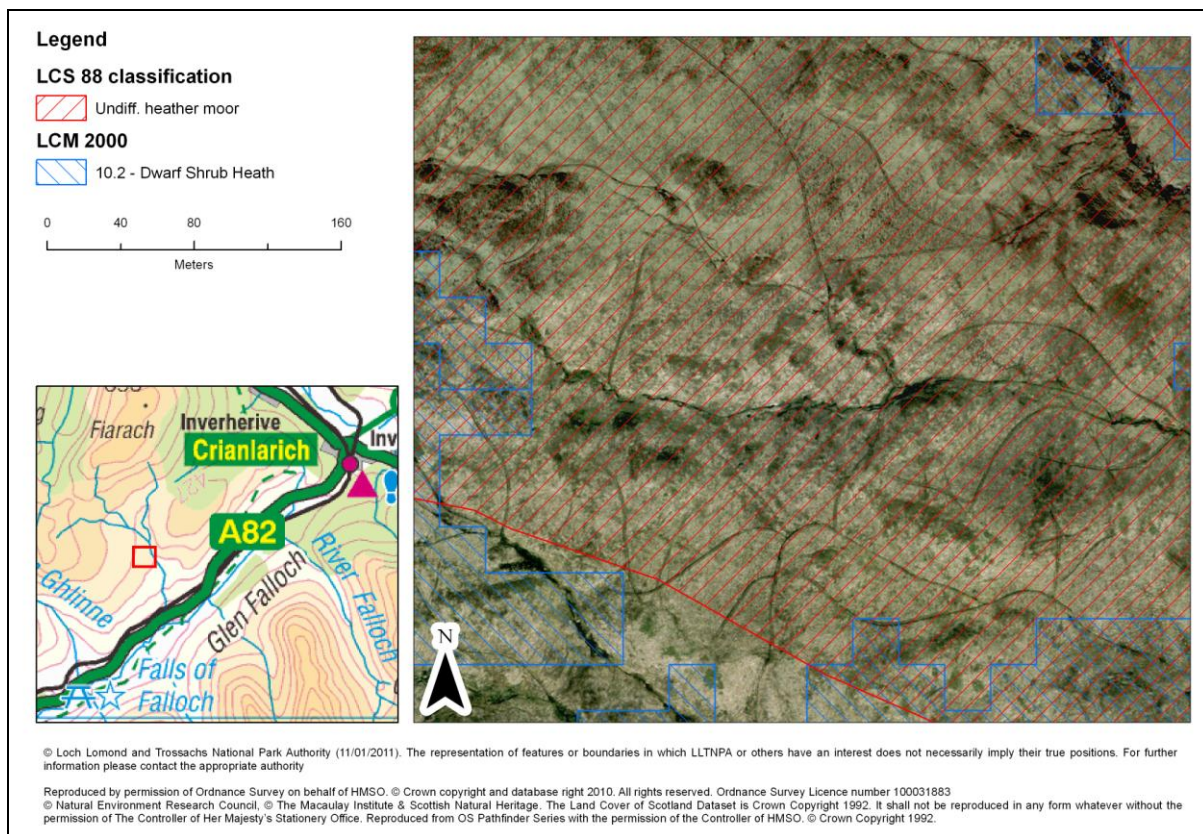 Legend
LCS 88 classification
Undiff. heather moor
LCM 2000
10.2 - Dwarf Shrub Heath
0 40 80 160
Meters
N
Fiarach
Inverherive
Crianlarich
Inv
427
A82
Ghtinne
Glen Falloch
River Falloch
Falls of
Falloch
© Loch Lomond and Trossachs National Park Authority (11/01/2011). The representation of features or boundaries in which LLTNPA or others have an interest does not necessarily imply their true positions. For further
information please contact the appropriate authority
Reproduced by permission of Ordnance Survey on behalf of HMSO. © Crown copyright and database right 2010. All rights reserved. Ordnance Survey Licence number 100031883
© Natural Environment Research Council, © The Macaulay Institute & Scottish Natural Heritage. The Land Cover of Scotland Dataset is Crown Copyright 1992. It shall not be reproduced in any form whatever without the
permission of The Controller of Her Majesty's Stationery Office. Reproduced from OS Pathfinder Series with the permission of the Controller of HMSO. © Crown Copyright 1992.